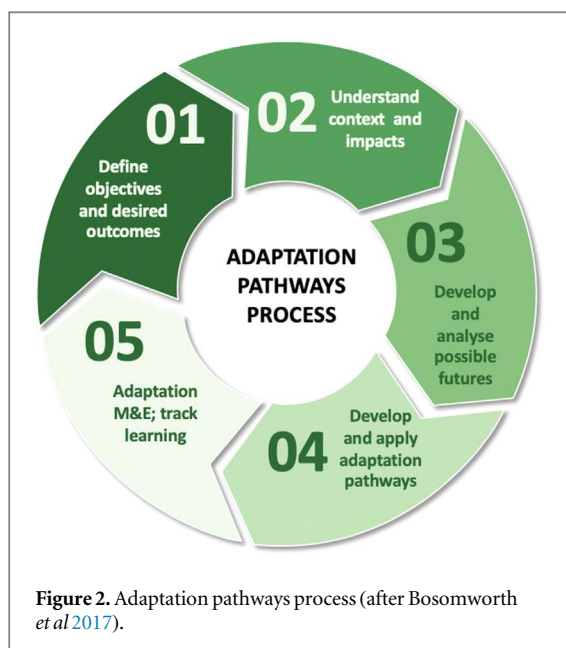 01
Define
objectives
and desired
outcomes
02
Understand
context and
impacts
03
Develop
and
analyse
possible
futures
04
Develop
and apply
adaptation
pathways
05
Adaptation
M&E; track
learning
ADAPTATION
PATHWAYS
PROCESS
Figure 2. Adaptation pathways process (after Bosomworth
et al 2017).